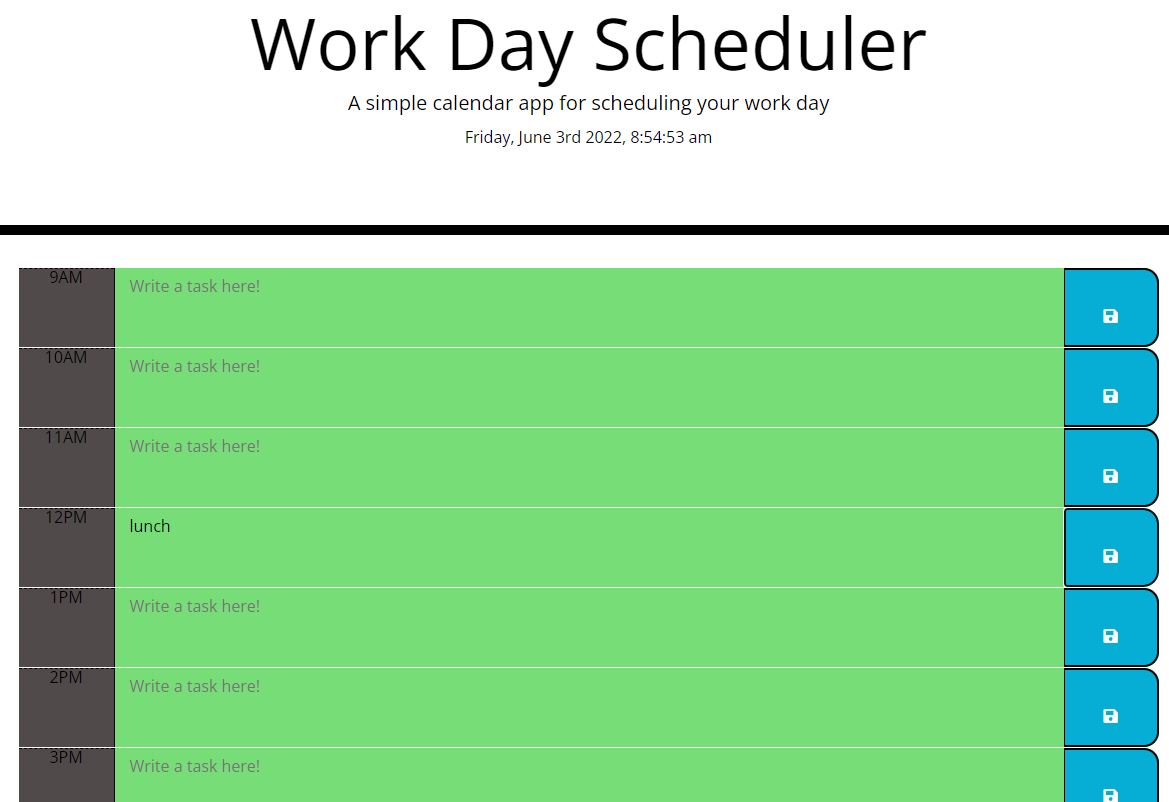 Work Day Scheduler
A simple calendar app for scheduling your work day
Friday, June 3rd 2022, 8:54:53 am
9AM
Write a task here!
10AM
Write a task here!
11AM
Write a task here!
12PM
lunch
1PM
Write a task here!
2PM
Write a task here!
3PM
Write a task here!